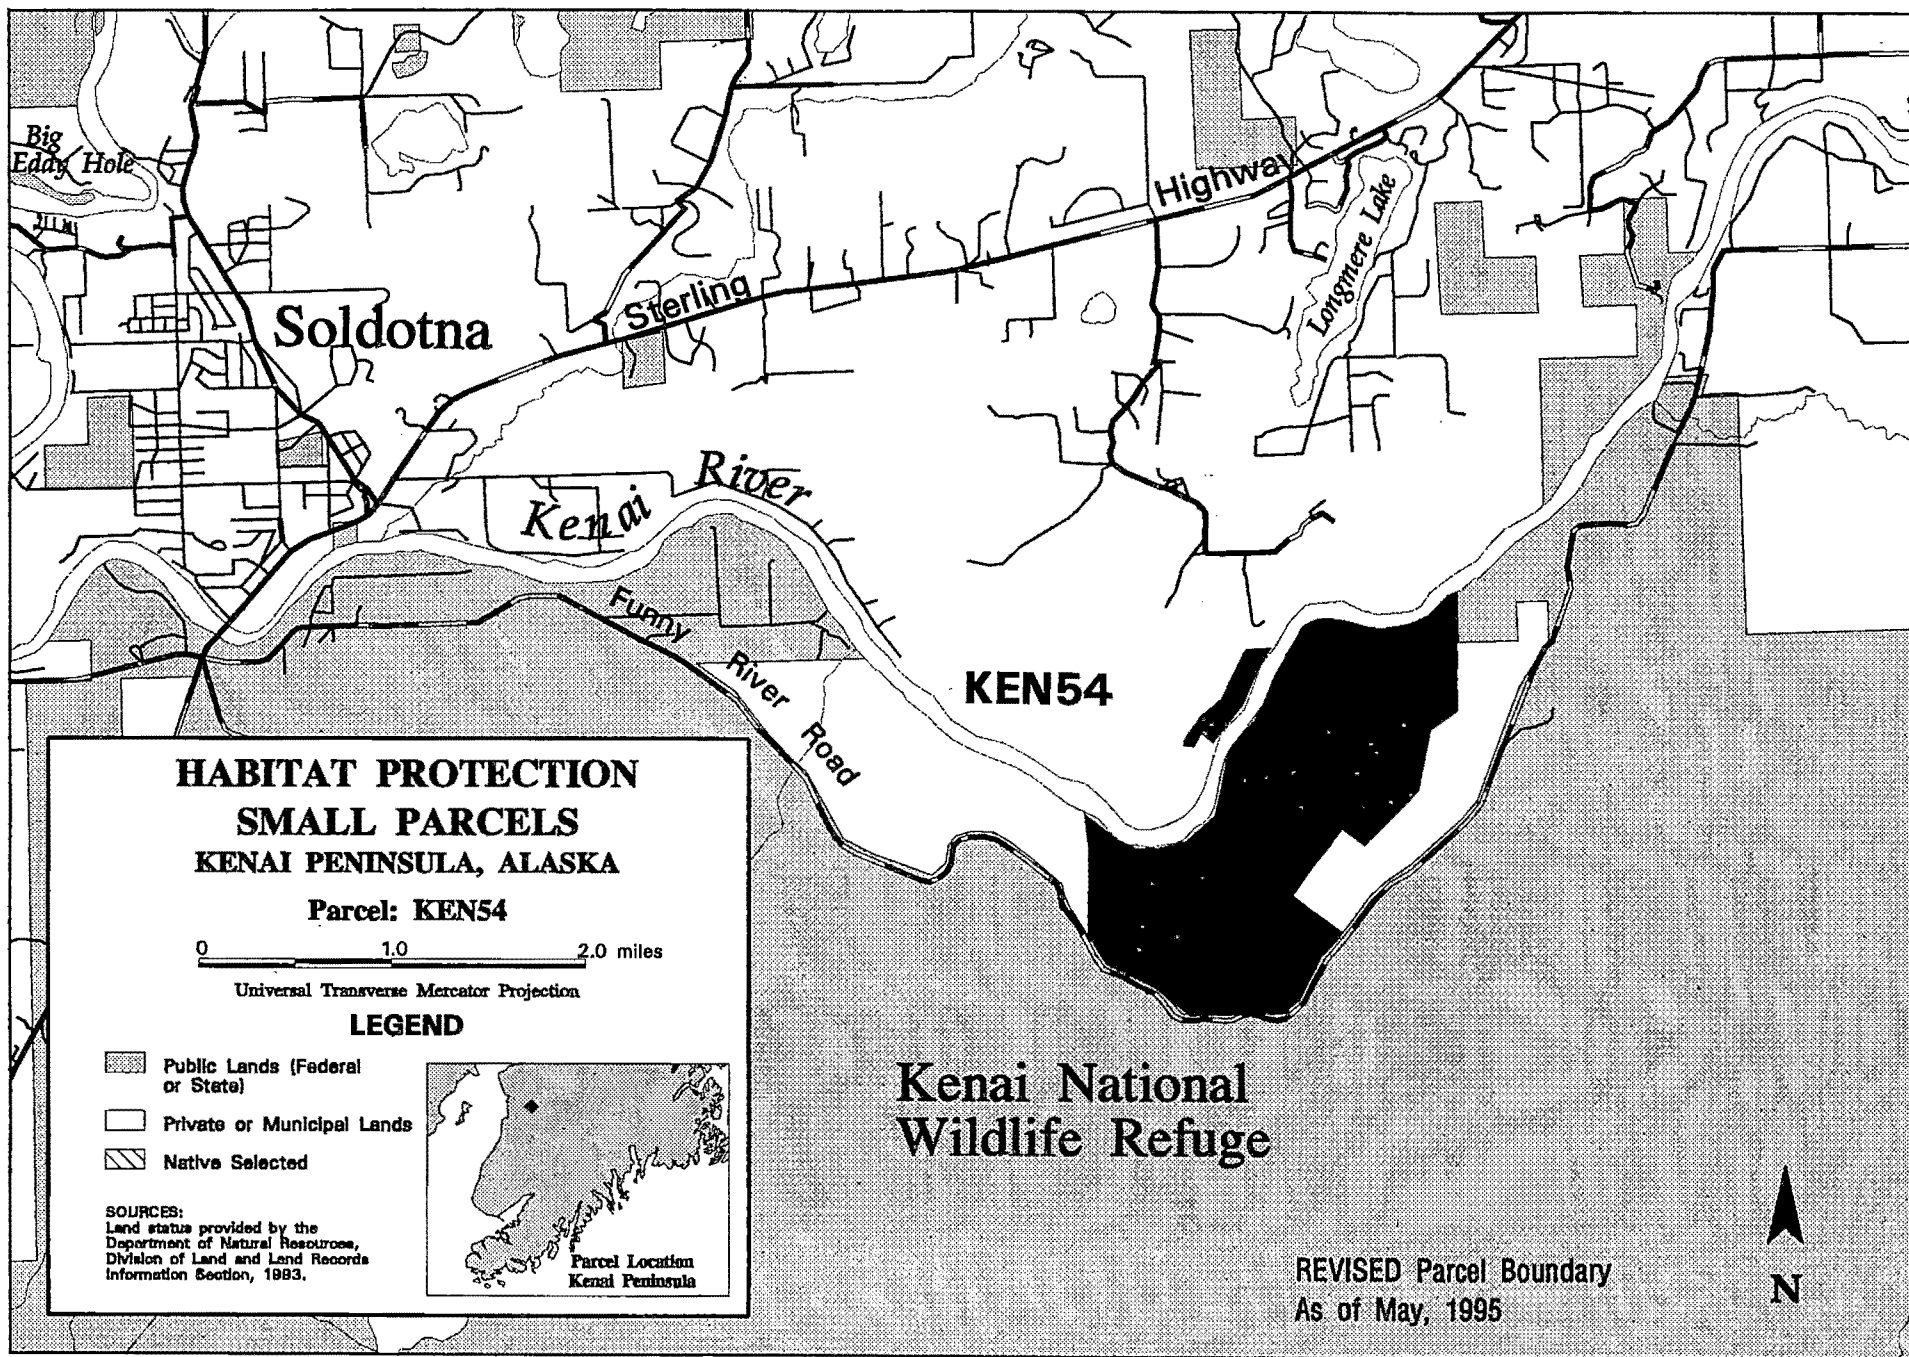 Big
Eddy Hole
Highway
Longmere Lake
Sterling
Soldotna
Kenai River
Funny River Road
KEN54
HABITAT PROTECTION
SMALL PARCELS
KENAI PENINSULA, ALASKA
Parcel: KEN54
0 1.0 2.0 miles
Universal Transverse Mercator Projection
LEGEND
Public Lands (Federal
or State)
Private or Municipal Lands
Native Selected
SOURCES:
Land status provided by the
Department of Natural Resources,
Division of Land and Land Records
Information Section, 1993.
Parcel Location
Kenai Peninsula
Kenai National
Wildlife Refuge
REVISED Parcel Boundary
As of May, 1995
N